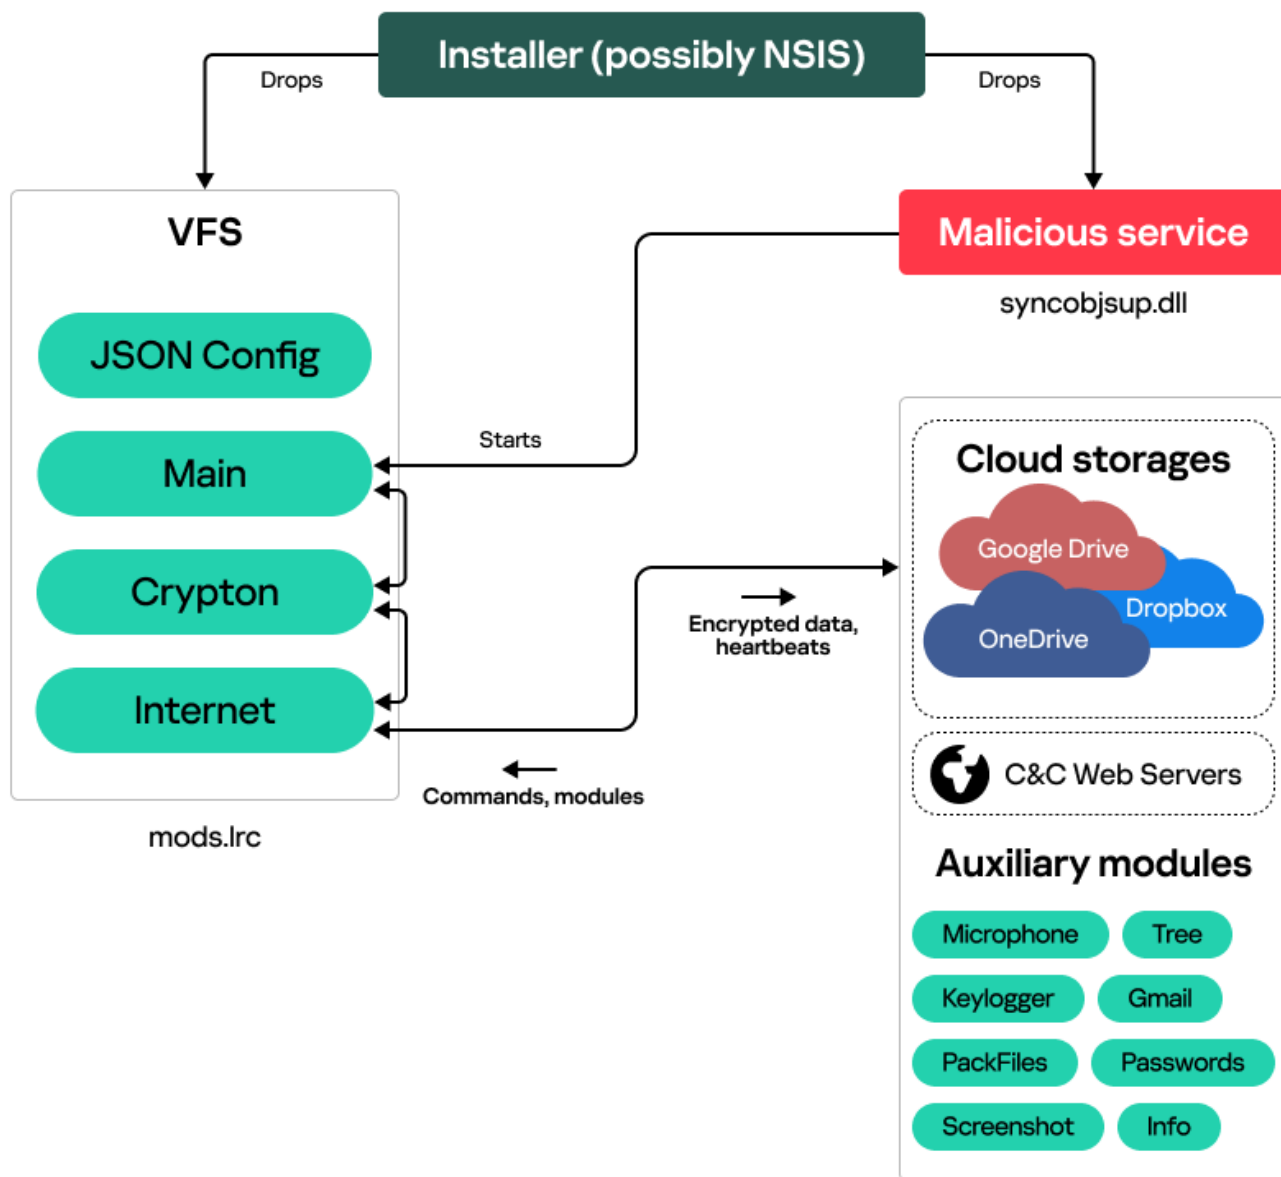 Installer (possibly NSIS)
Drops
Drops
VFS
JSON Config
Main
Crypton
Internet
mods.lrc
Malicious service
syncobjsup.dll
Starts
Encrypted data,
heartbeats
Commands, modules
Cloud storages
Google Drive
Dropbox
OneDrive
C&C Web Servers
Auxiliary modules
Microphone
Tree
Keylogger
Gmail
PackFiles
Passwords
Screenshot
Info